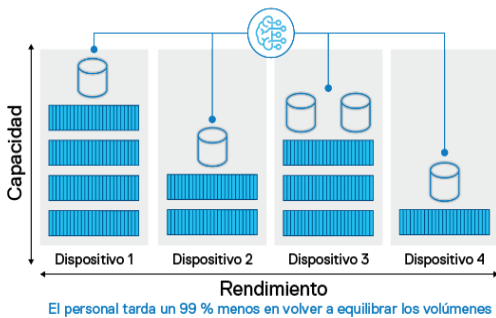 Capacidad
Dispositivo 1
Dispositivo 2
Dispositivo 3
Dispositivo 4
Rendimiento
El personal tarda un 99 % menos en volver a equilibrar los volúmenes